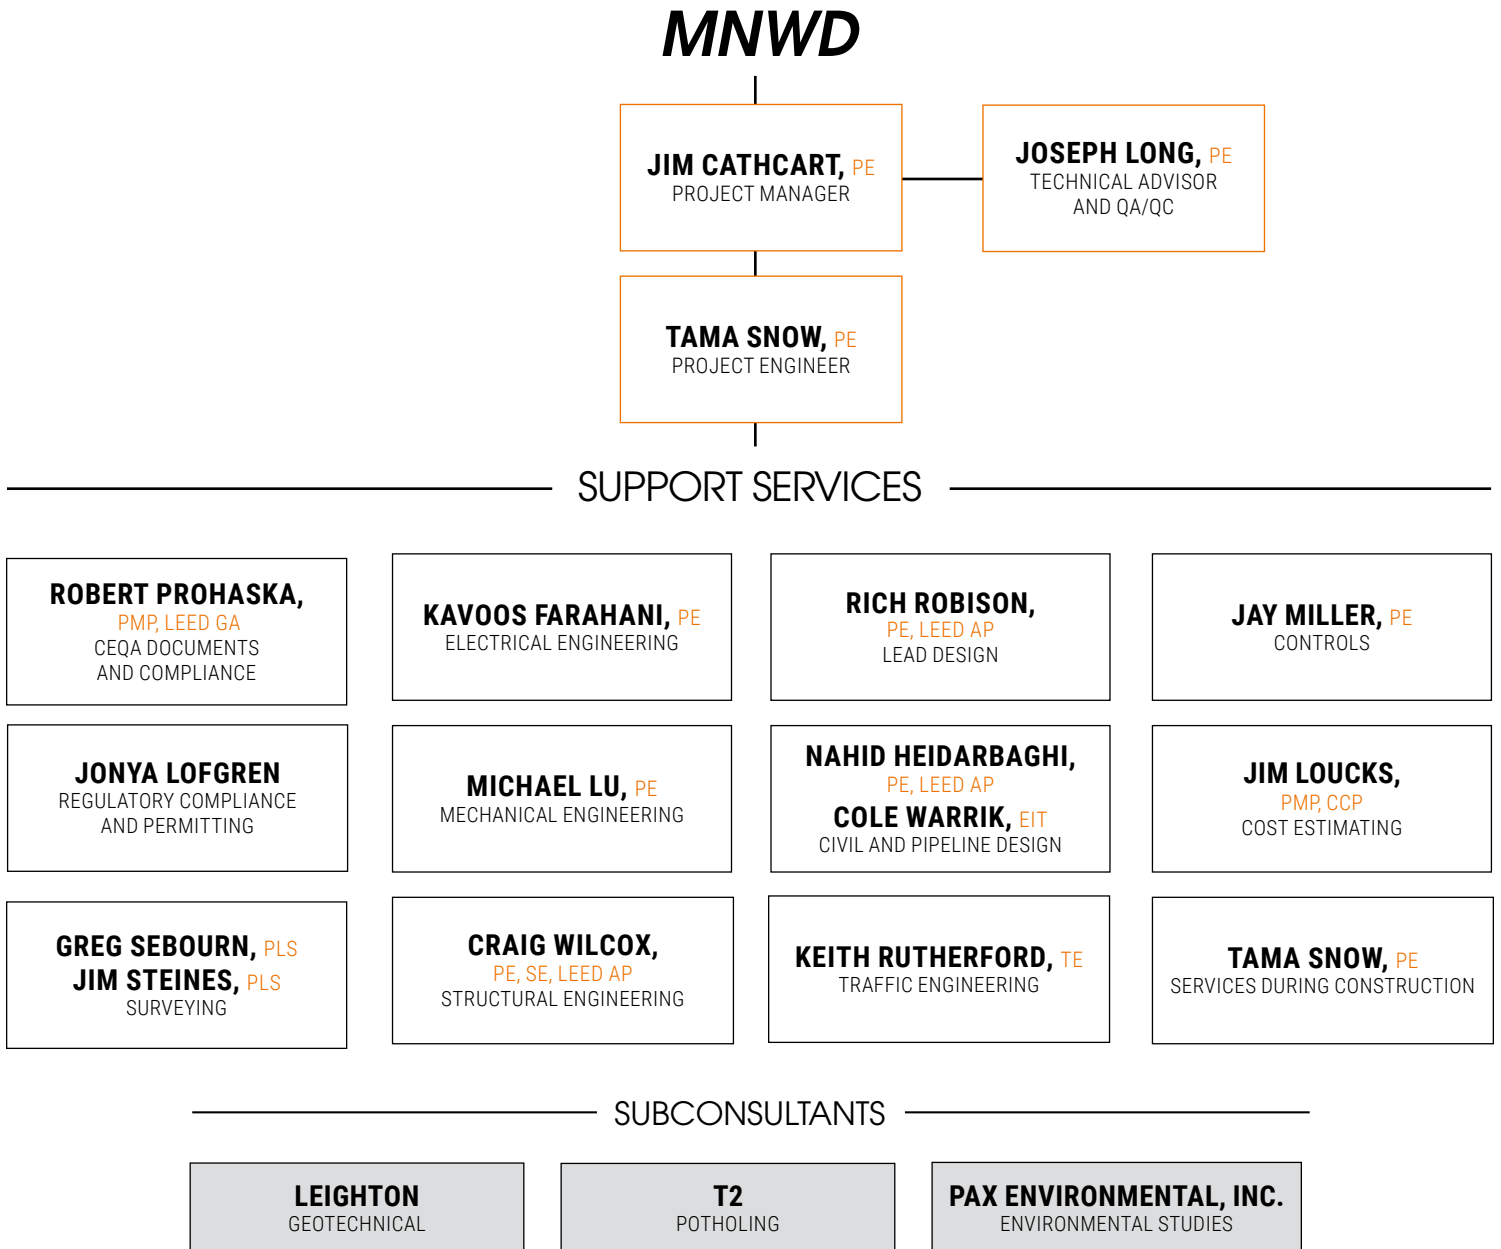 MNWD
JIM CATHCART, PE
PROJECT MANAGER
JOSEPH LONG, PE
TECHNICAL ADVISOR
AND QA/QC
TAMA SNOW, PE
PROJECT ENGINEER
SUPPORT SERVICES
ROBERT PROHASKA,
PMP, LEED GA
CEQA DOCUMENTS
AND COMPLIANCE
KAVOOS FARAHANI, PE
ELECTRICAL ENGINEERING
RICH ROBISON,
PE, LEED AP
LEAD DESIGN
JAY MILLER, PE
CONTROLS
JONYA LOFGREN
REGULATORY COMPLIANCE
AND PERMITTING
MICHAEL LU, PE
MECHANICAL ENGINEERING
NAHID HEIDARBAGHI,
PE, LEED AP
COLE WARRIK, EIT
CIVIL AND PIPELINE DESIGN
JIM LOUCKS,
PMP, CCP
COST ESTIMATING
GREG SEBOURN, PLS
JIM STEINES, PLS
SURVEYING
CRAIG WILCOX,
PE, SE, LEED AP
STRUCTURAL ENGINEERING
KEITH RUTHERFORD, TE
TRAFFIC ENGINEERING
TAMA SNOW, PE
SERVICES DURING CONSTRUCTION
SUBCONSULTANTS
LEIGHTON
GEOTECHNICAL
T2
POTHOLING
PAX ENVIRONMENTAL, INC.
ENVIRONMENTAL STUDIES